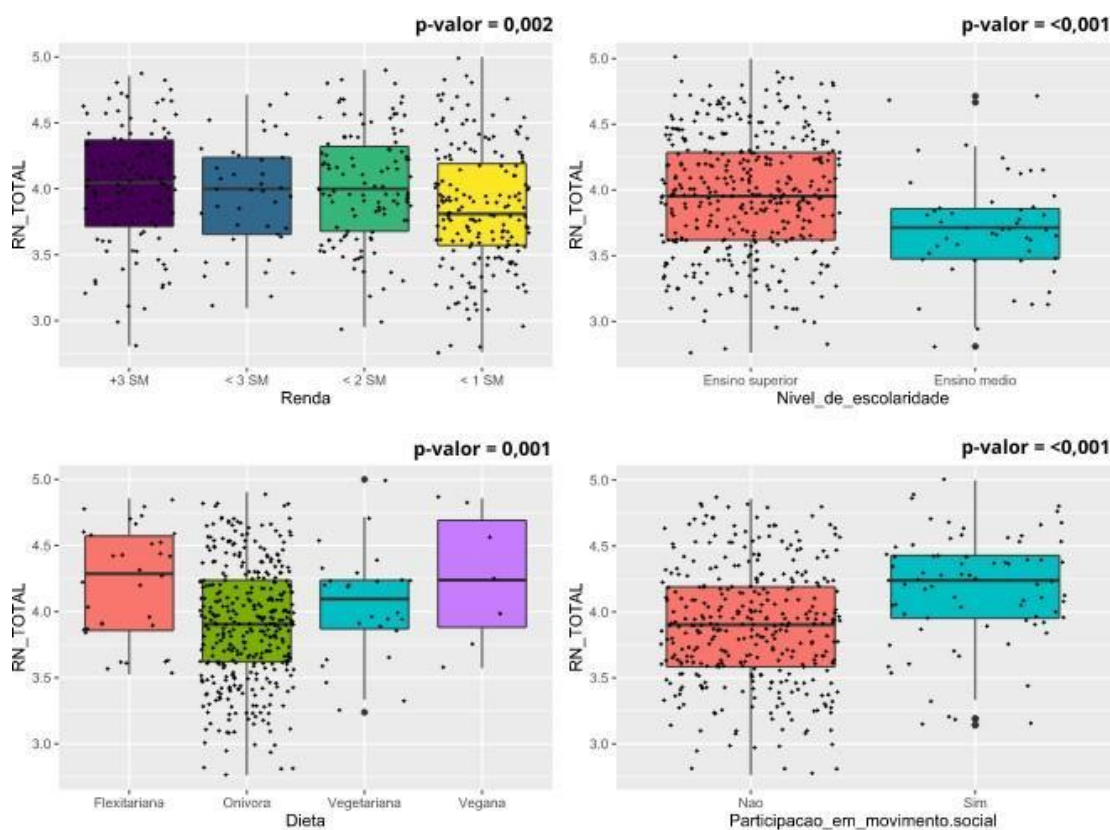 p-valor = 0,002
5.0
4.5
4.0
3.5
3.0
RN_TOTAL
+3 SM
< 3 SM
< 2 SM
< 1 SM
Renda
p-valor = <0,001
5.0
4.5
4.0
3.5
3.0
RN_TOTAL
Ensino superior
Ensino medio
Nivel_de_escolaridade
p-valor = 0,001
5.0
4.5
4.0
3.5
3.0
RN_TOTAL
Flexitariana
Onivora
Vegetariana
Vegana
Dieta
p-valor = <0,001
5.0
4.5
4.0
3.5
3.0
RN_TOTAL
Nao
Sim
Participacao_em_movimento.social